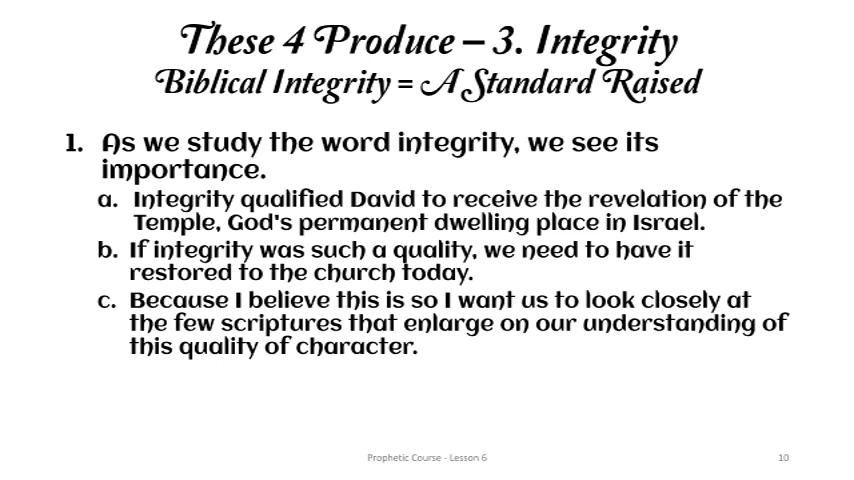 These 4 Produce – 3. Integrity
Biblical Integrity = A Standard Raised
1. As we study the word integrity, we see its
importance.
a. Integrity qualified David to receive the revelation of the
Temple, God's permanent dwelling place in Israel.
b. If integrity was such a quality, we need to have it
restored to the church today.
c. Because I believe this is so I want us to look closely at
the few scriptures that enlarge on our understanding of
this quality of character.
Prophetic Course - Lesson 6
10